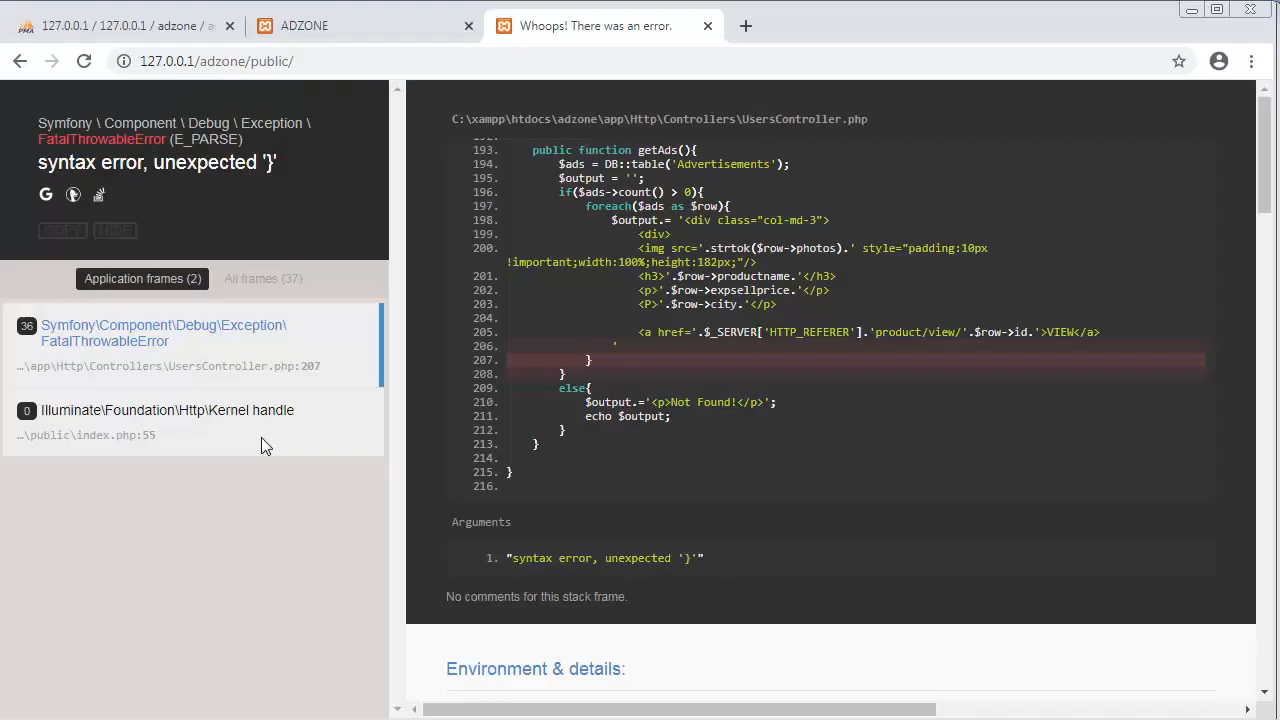 127.0.0.1 / 127.0.0.1 / adzone / a
ADZONE
Whoops! There was an error.
127.0.0.1/adzone/public/
Symfony \ Component \ Debug \ Exception \
FatalThrowableError (E_PARSE)
syntax error, unexpected '}'
COPY HIDE
Application frames (2) All frames (37)
36 Symfony\Component\Debug\Exception\
FatalThrowableError
…\app\Http\Controllers\UsersController.php:207
0 Illuminate\Foundation\Http\Kernel handle
…\public\index.php:55
C:\xampp\htdocs\adzone\app\Http\Controllers\UsersController.php
192.
193. public function getAds(){
194. $ads = DB::table('Advertisements');
195. $output = '';
196. if($ads->count() > 0){
197. foreach($ads as $row){
198. $output.= '<div class="col-md-3">
199. <div>
200. <img src='.strtok($row->photos).' style="padding:10px
!important;width:100%;height:182px;"/>
201. <h3>'.$row->productname.'</h3>
202. <p>'.$row->expsellprice.'</p>
203. <P>'.$row->city.'</p>
204.
205. <a href='.$_SERVER['HTTP_REFERER'].'product/view/'.$row->id.'>VIEW</a>
206. '
207. }
208. }
209. else{
210. $output.='<p>Not Found!</p>';
211. echo $output;
212. }
213. }
214.
215. }
216.
Arguments
1. "syntax error, unexpected '}'"
No comments for this stack frame.
Environment & details: